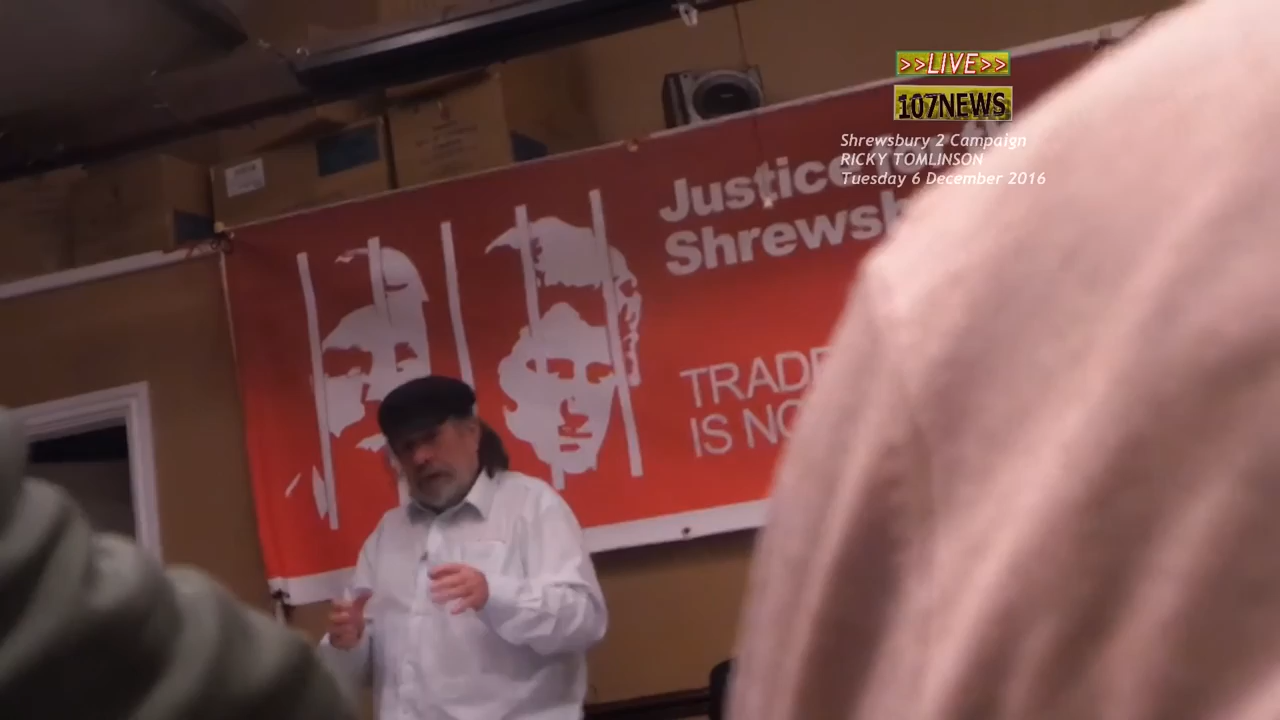 >>LIVE>>
107NEWS
Shrewsbury 2 Campaign
RICKY TOMLINSON
Tuesday 6 December 2016
Justice
Shrewsb
TRADE
IS NO